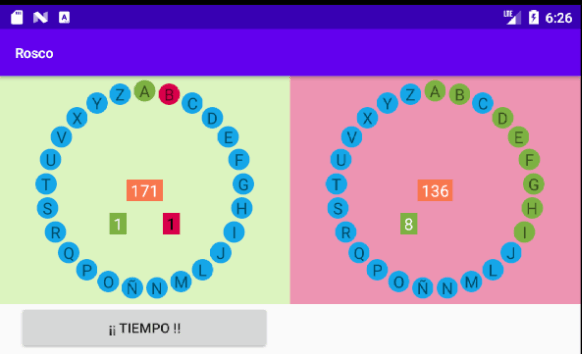 6:26
Rosco
A B C D E F G H I J L M N Ñ O P Q R S T U V X Y Z
171
1 1
A B C D E F G H I J L M N Ñ O P Q R S T U V X Y Z
136
8
¡¡ TIEMPO !!